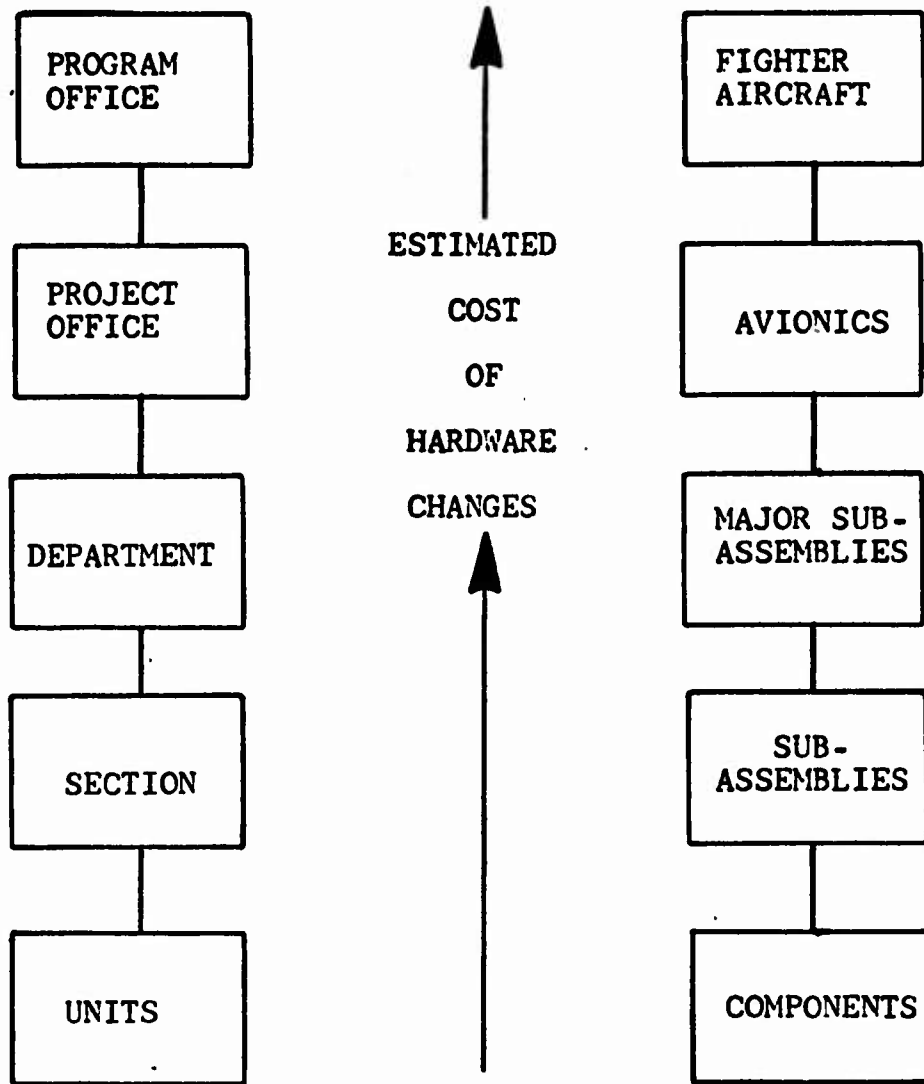 PROGRAM
OFFICE
PROJECT
OFFICE
DEPARTMENT
SECTION
UNITS
ESTIMATED
COST
OF
HARDWARE
CHANGES
FIGHTER
AIRCRAFT
AVIONICS
MAJOR SUB-
ASSEMBLIES
SUB-
ASSEMBLIES
COMPONENTS